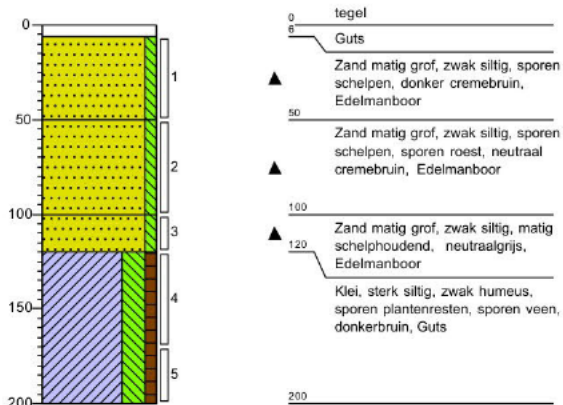 0
50
100
150
200
1
2
3
4
5
0
tegel
6
Guts
Zand matig grof, zwak siltig, sporen
schelpen, donker cremebruin,
Edelmanboor
50
Zand matig grof, zwak siltig, sporen
schelpen, sporen roest, neutraal
cremebruin, Edelmanboor
100
Zand matig grof, zwak siltig, matig
schelphoudend, neutraalgrijs,
Edelmanboor
120
Klei, sterk siltig, zwak humeus,
sporen plantenresten, sporen veen,
donkerbruin, Guts
200